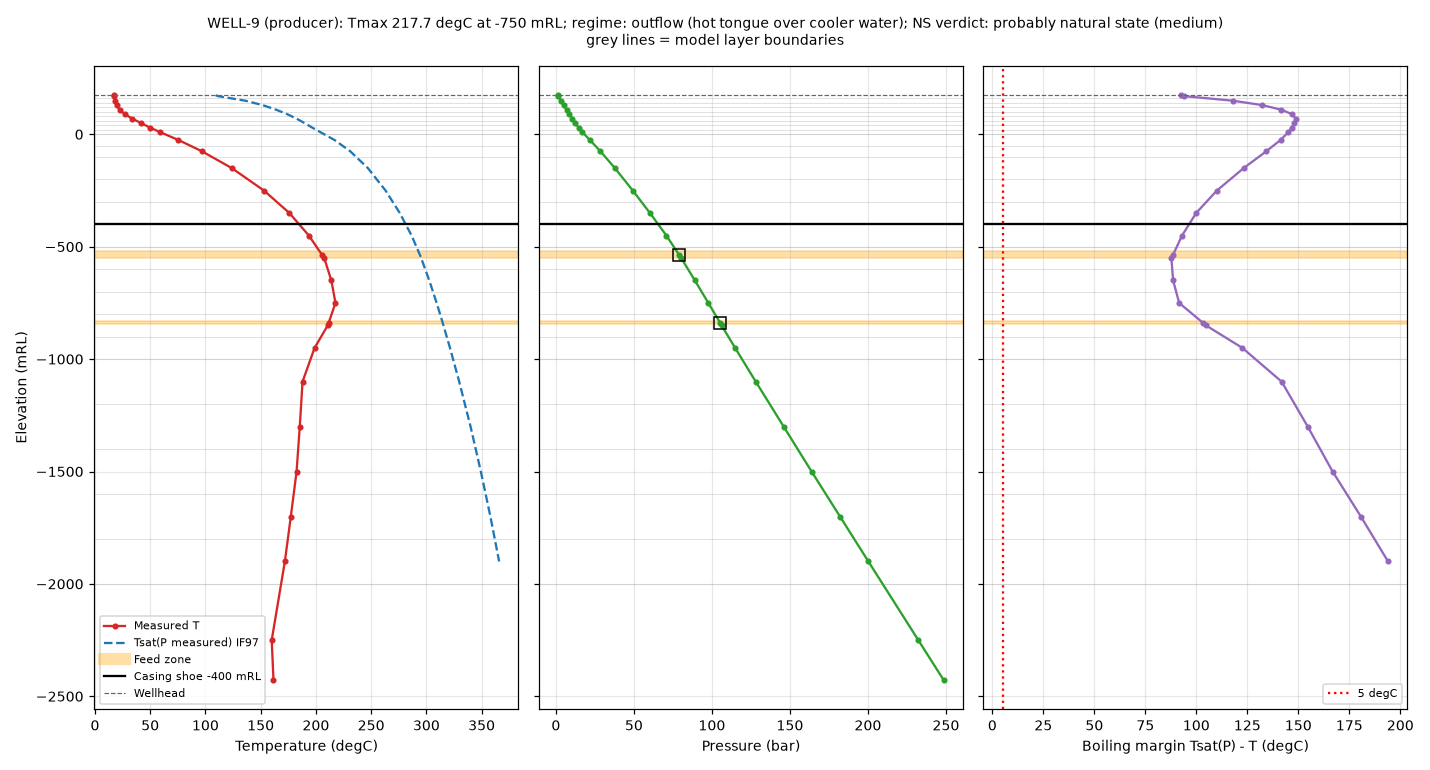 WELL-9 (producer): Tmax 217.7 degC at -750 mRL; regime: outflow (hot tongue over cooler water); NS verdict: probably natural state (medium)
grey lines = model layer boundaries
Elevation (mRL)
0
−500
−1000
−1500
−2000
−2500
Measured T
Tsat(P measured) IF97
Feed zone
Casing shoe -400 mRL
Wellhead
0 50 100 150 200 250 300 350
Temperature (degC)
0 50 100 150 200 250
Pressure (bar)
5 degC
0 25 50 75 100 125 150 175 200
Boiling margin Tsat(P) - T (degC)